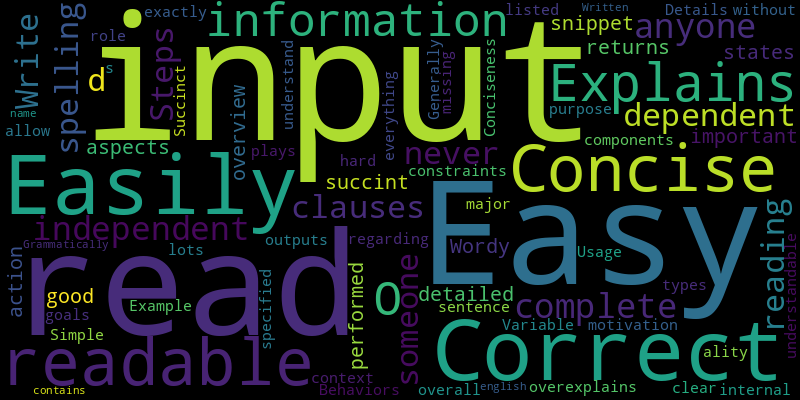 exactly
information
listed
Written
Details without
role
snippet
anyone
Write
spelling
Steps
input
returns
states
d
s
Succinct
understand
Generally
missing
Conciseness
Explains
name
allow
overview
everything
purpose
dependent
aspects
plays
hard
never
components
important
Easily
succint
constraints
Concise
independent
clauses
major
Easy
Grammatically
lots
outputs
regarding
Wordy
Usage
reading
understandable
action
read
good
goals
Example
specified
performed
O
someone
detailed
sentence
types
complete
Simple
Variable
motivation
readable
context
Behaviors
Correct
ality
contains
overall
english
overexplains
clear
internal